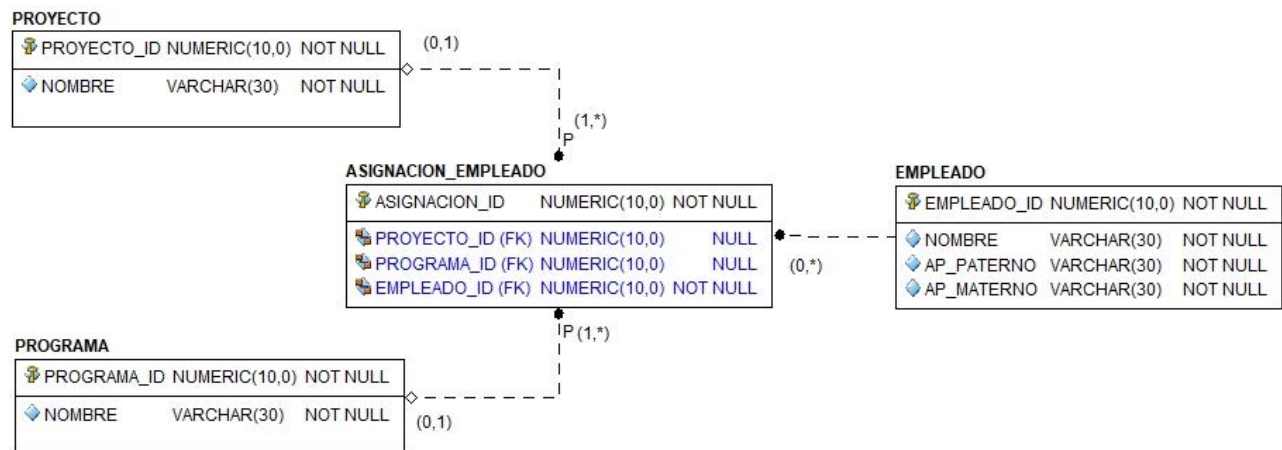 PROYECTO
PROYECTO_ID NUMERIC(10,0) NOT NULL
NOMBRE VARCHAR(30) NOT NULL
(0,1)
(1,*)
P
ASIGNACION_EMPLEADO
ASIGNACION_ID NUMERIC(10,0) NOT NULL
PROYECTO_ID (FK) NUMERIC(10,0) NULL
PROGRAMA_ID (FK) NUMERIC(10,0) NULL
EMPLEADO_ID (FK) NUMERIC(10,0) NOT NULL
EMPLEADO
EMPLEADO_ID NUMERIC(10,0) NOT NULL
NOMBRE VARCHAR(30) NOT NULL
AP_PATERNO VARCHAR(30) NOT NULL
AP_MATERNO VARCHAR(30) NOT NULL
(0,*)
P (1,*)
PROGRAMA
PROGRAMA_ID NUMERIC(10,0) NOT NULL
NOMBRE VARCHAR(30) NOT NULL
(0,1)